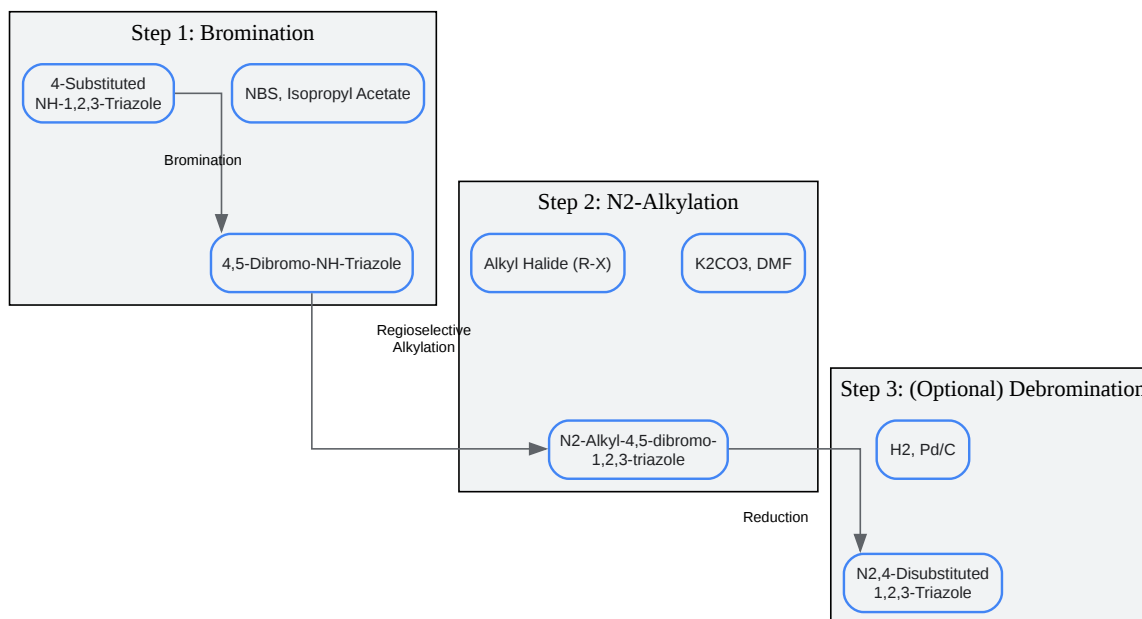 Step 1: Bromination
4-Substituted
NH-1,2,3-Triazole
NBS, Isopropyl Acetate
Bromination
4,5-Dibromo-NH-Triazole
Step 2: N2-Alkylation
Alkyl Halide (R-X)
K2CO3, DMF
Regioselective
Alkylation
N2-Alkyl-4,5-dibromo-
1,2,3-triazole
Step 3: (Optional) Debromination
H2, Pd/C
Reduction
N2,4-Disubstituted
1,2,3-Triazole